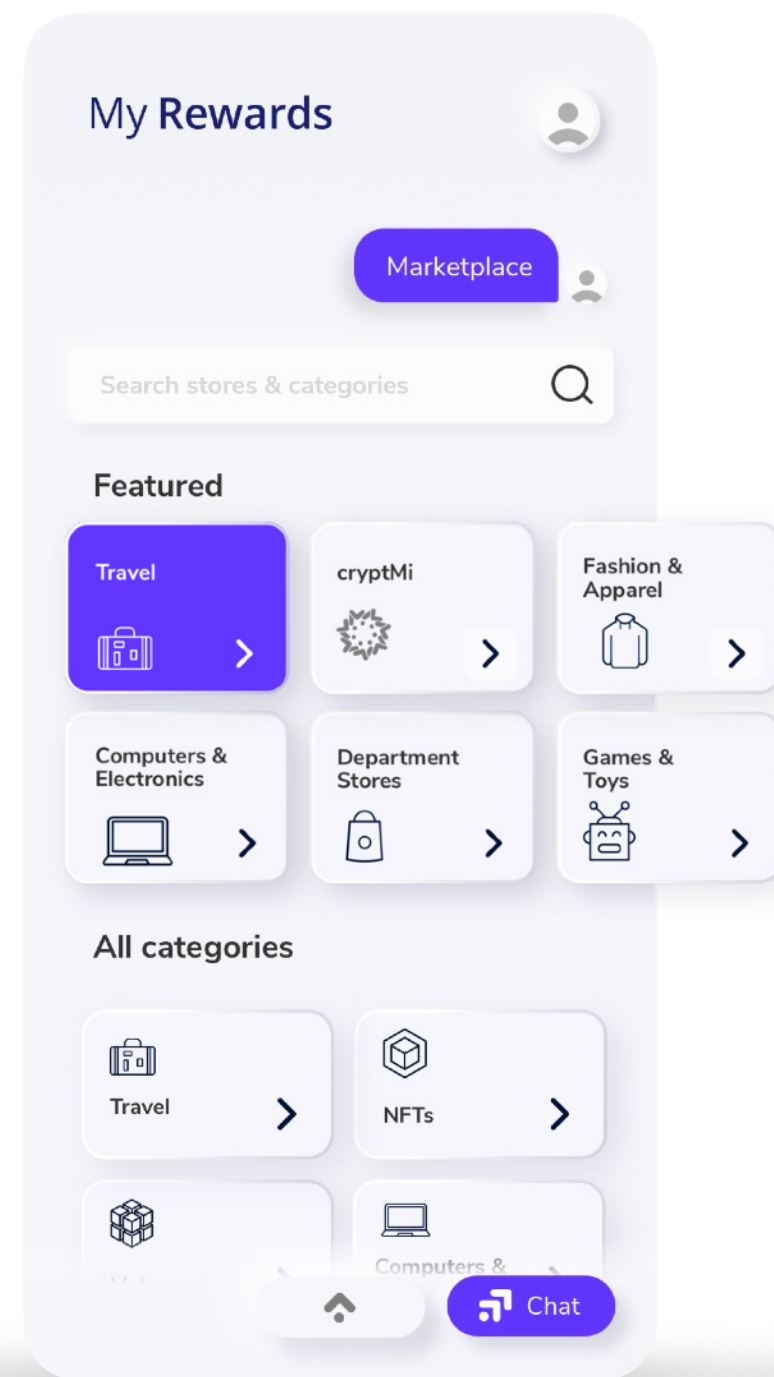 My Rewards
Marketplace
Search stores & categories
Featured
Travel
cryptMi
Fashion &
Apparel
Computers &
Electronics
Department
Stores
Games &
Toys
All categories
Travel
NFTs
Computers &
Chat